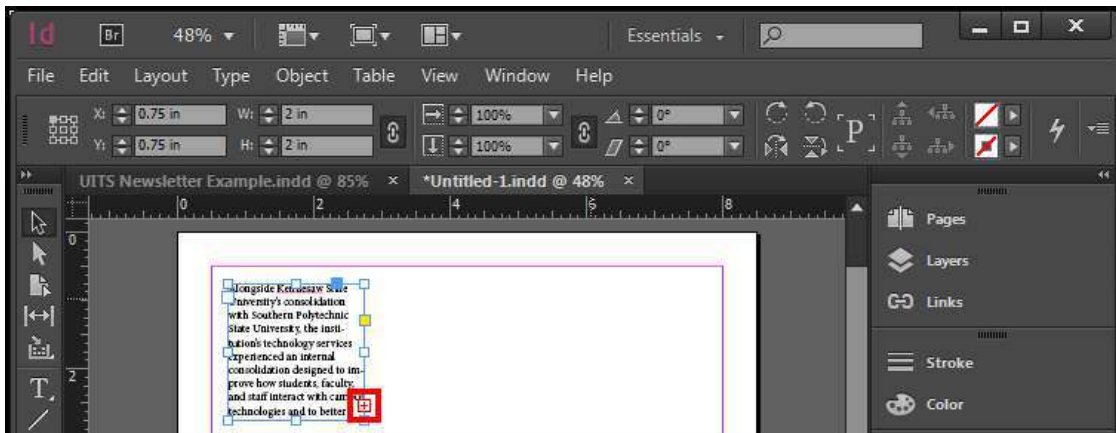 Id Br 48% Essentials
File Edit Layout Type Object Table View Window Help
X: 0.75 in W: 2 in 100% 0° P
Y: 0.75 in H: 2 in 100% 0°
UITS Newsletter Example.indd @ 85% × *Untitled-1.indd @ 48% ×
0 2 4 6 8
0
2
T
Alongside Kennesaw State
University's consolidation
with Southern Polytechnic
State University, the insti-
tution's technology services
experienced an internal
consolidation designed to im-
prove how students, faculty,
and staff interact with campus
technologies and to better
Pages
Layers
Links
Stroke
Color